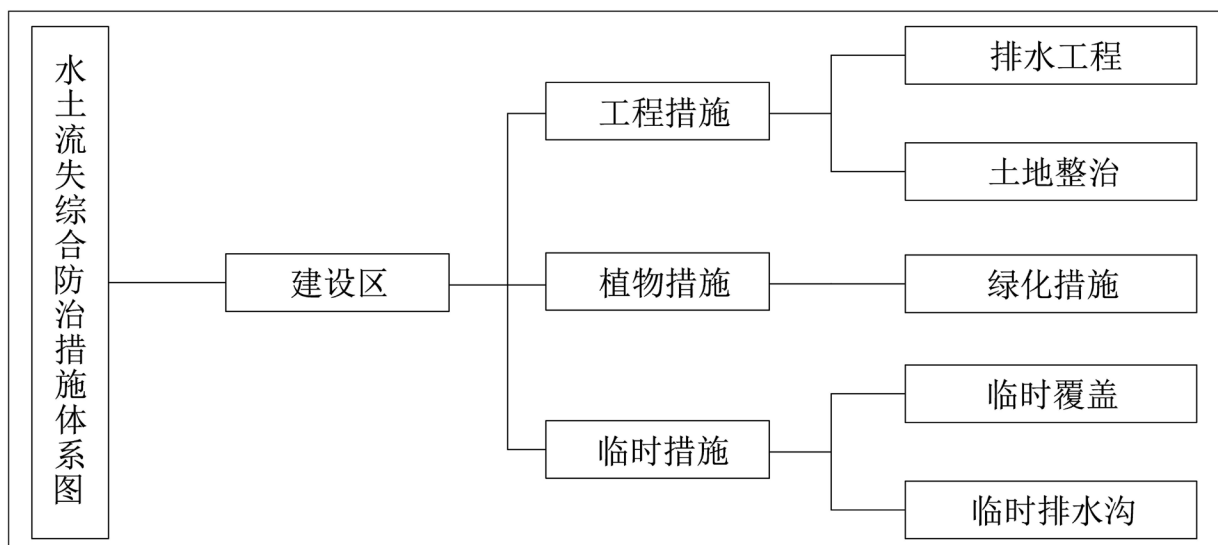 水土流失综合防治措施体系图
建设区
工程措施
排水工程
土地整治
植物措施
绿化措施
临时措施
临时覆盖
临时排水沟